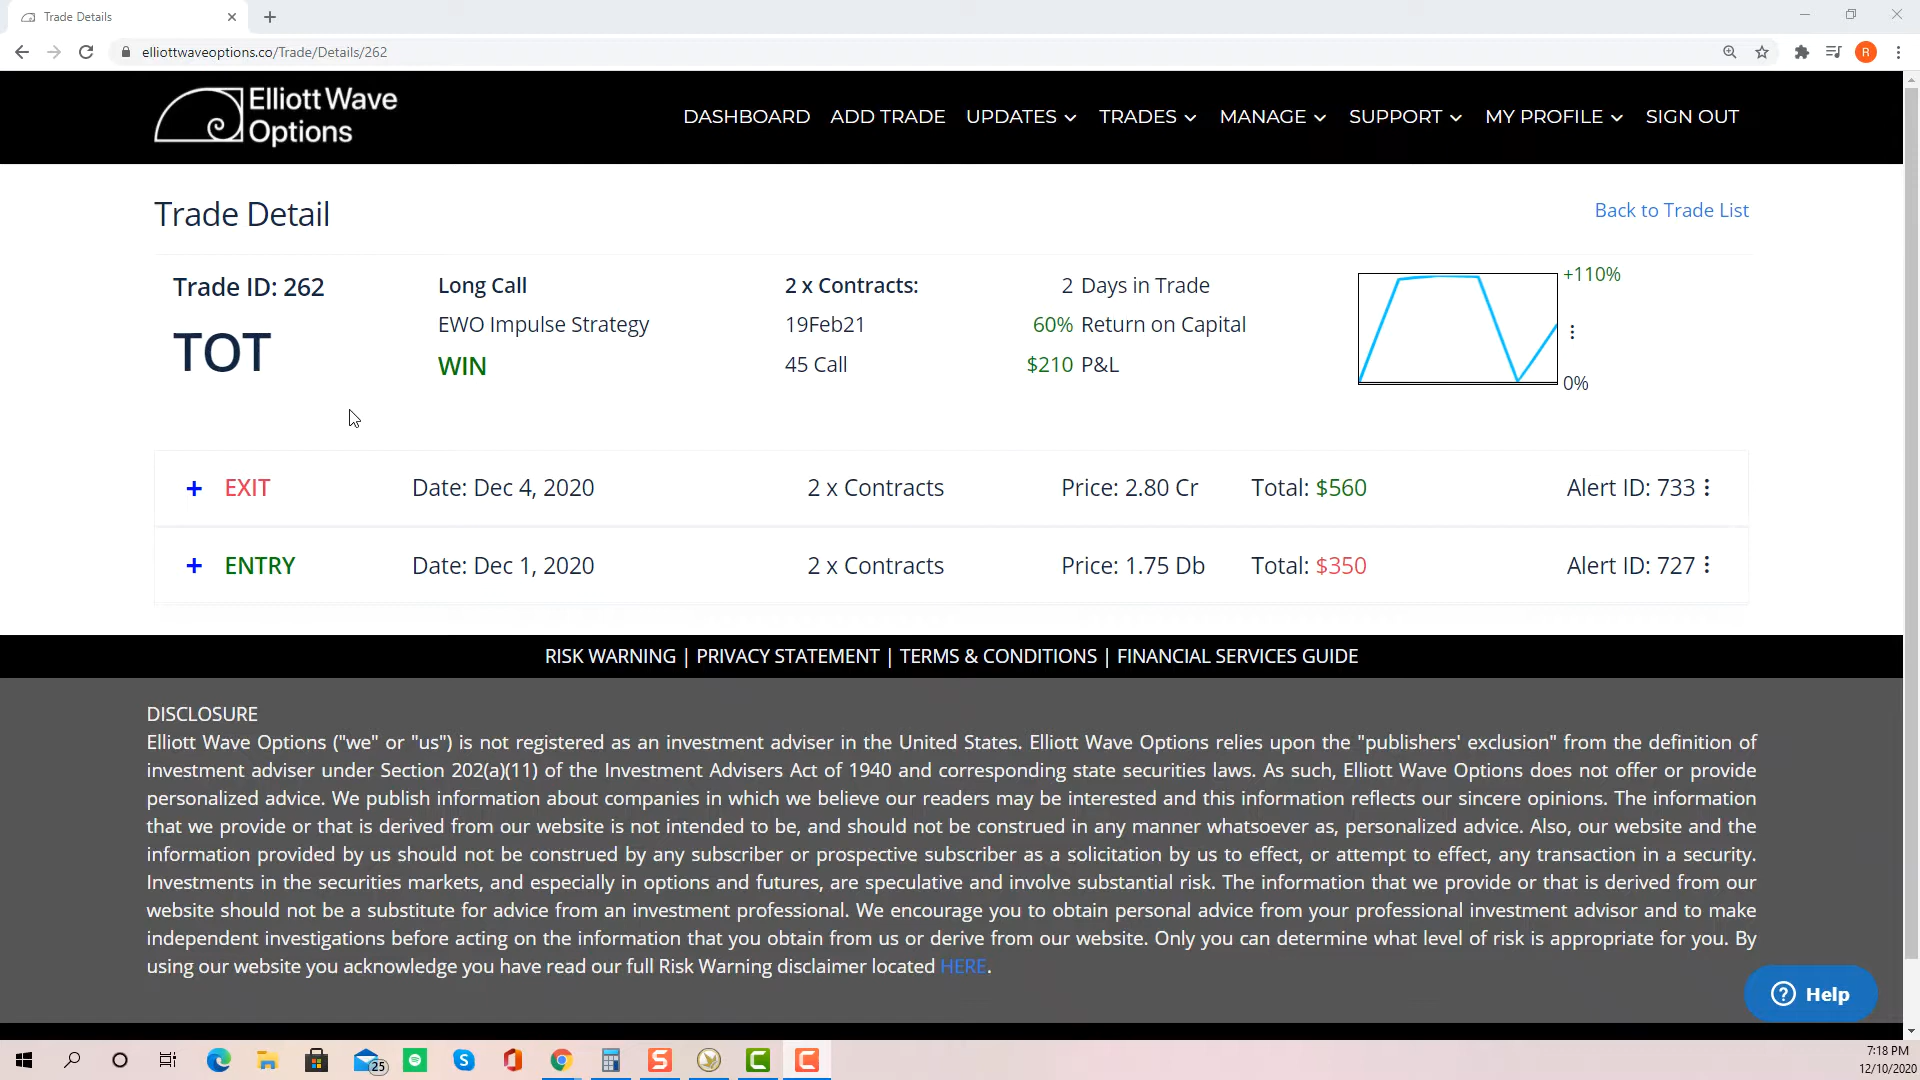 Trade Details
elliottwaveoptions.co/Trade/Details/262
R
Elliott Wave
Options
DASHBOARD ADD TRADE UPDATES TRADES MANAGE SUPPORT MY PROFILE SIGN OUT
Trade Detail
Back to Trade List
Trade ID: 262
TOT
Long Call
EWO Impulse Strategy
WIN
2 x Contracts:
19Feb21
45 Call
2 Days in Trade
60% Return on Capital
$210 P&L
+110%
0%
+ EXIT Date: Dec 4, 2020 2 x Contracts Price: 2.80 Cr Total: $560 Alert ID: 733
+ ENTRY Date: Dec 1, 2020 2 x Contracts Price: 1.75 Db Total: $350 Alert ID: 727
RISK WARNING | PRIVACY STATEMENT | TERMS & CONDITIONS | FINANCIAL SERVICES GUIDE
DISCLOSURE
Elliott Wave Options ("we" or "us") is not registered as an investment adviser in the United States. Elliott Wave Options relies upon the "publishers' exclusion" from the definition of
investment adviser under Section 202(a)(11) of the Investment Advisers Act of 1940 and corresponding state securities laws. As such, Elliott Wave Options does not offer or provide
personalized advice. We publish information about companies in which we believe our readers may be interested and this information reflects our sincere opinions. The information
that we provide or that is derived from our website is not intended to be, and should not be construed in any manner whatsoever as, personalized advice. Also, our website and the
information provided by us should not be construed by any subscriber or prospective subscriber as a solicitation by us to effect, or attempt to effect, any transaction in a security.
Investments in the securities markets, and especially in options and futures, are speculative and involve substantial risk. The information that we provide or that is derived from our
website should not be a substitute for advice from an investment professional. We encourage you to obtain personal advice from your professional investment advisor and to make
independent investigations before acting on the information that you obtain from us or derive from our website. Only you can determine what level of risk is appropriate for you. By
using our website you acknowledge you have read our full Risk Warning disclaimer located HERE.
? Help
25
7:18 PM
12/10/2020